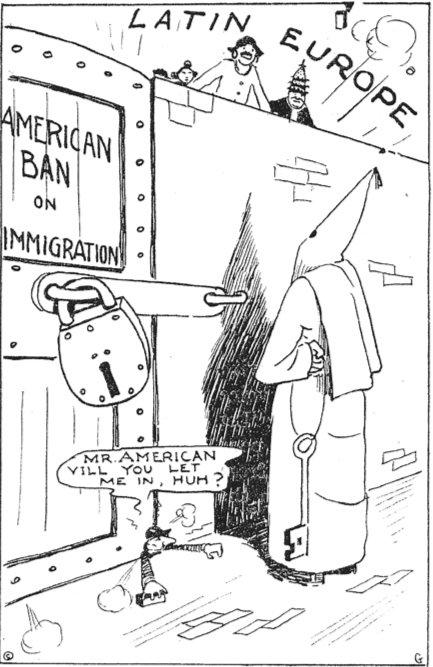 LATIN EUROPE
AMERICAN
BAN
ON
IMMIGRATION
MR. AMERICAN
VILL YOU LET
ME IN, HUH?
G
G